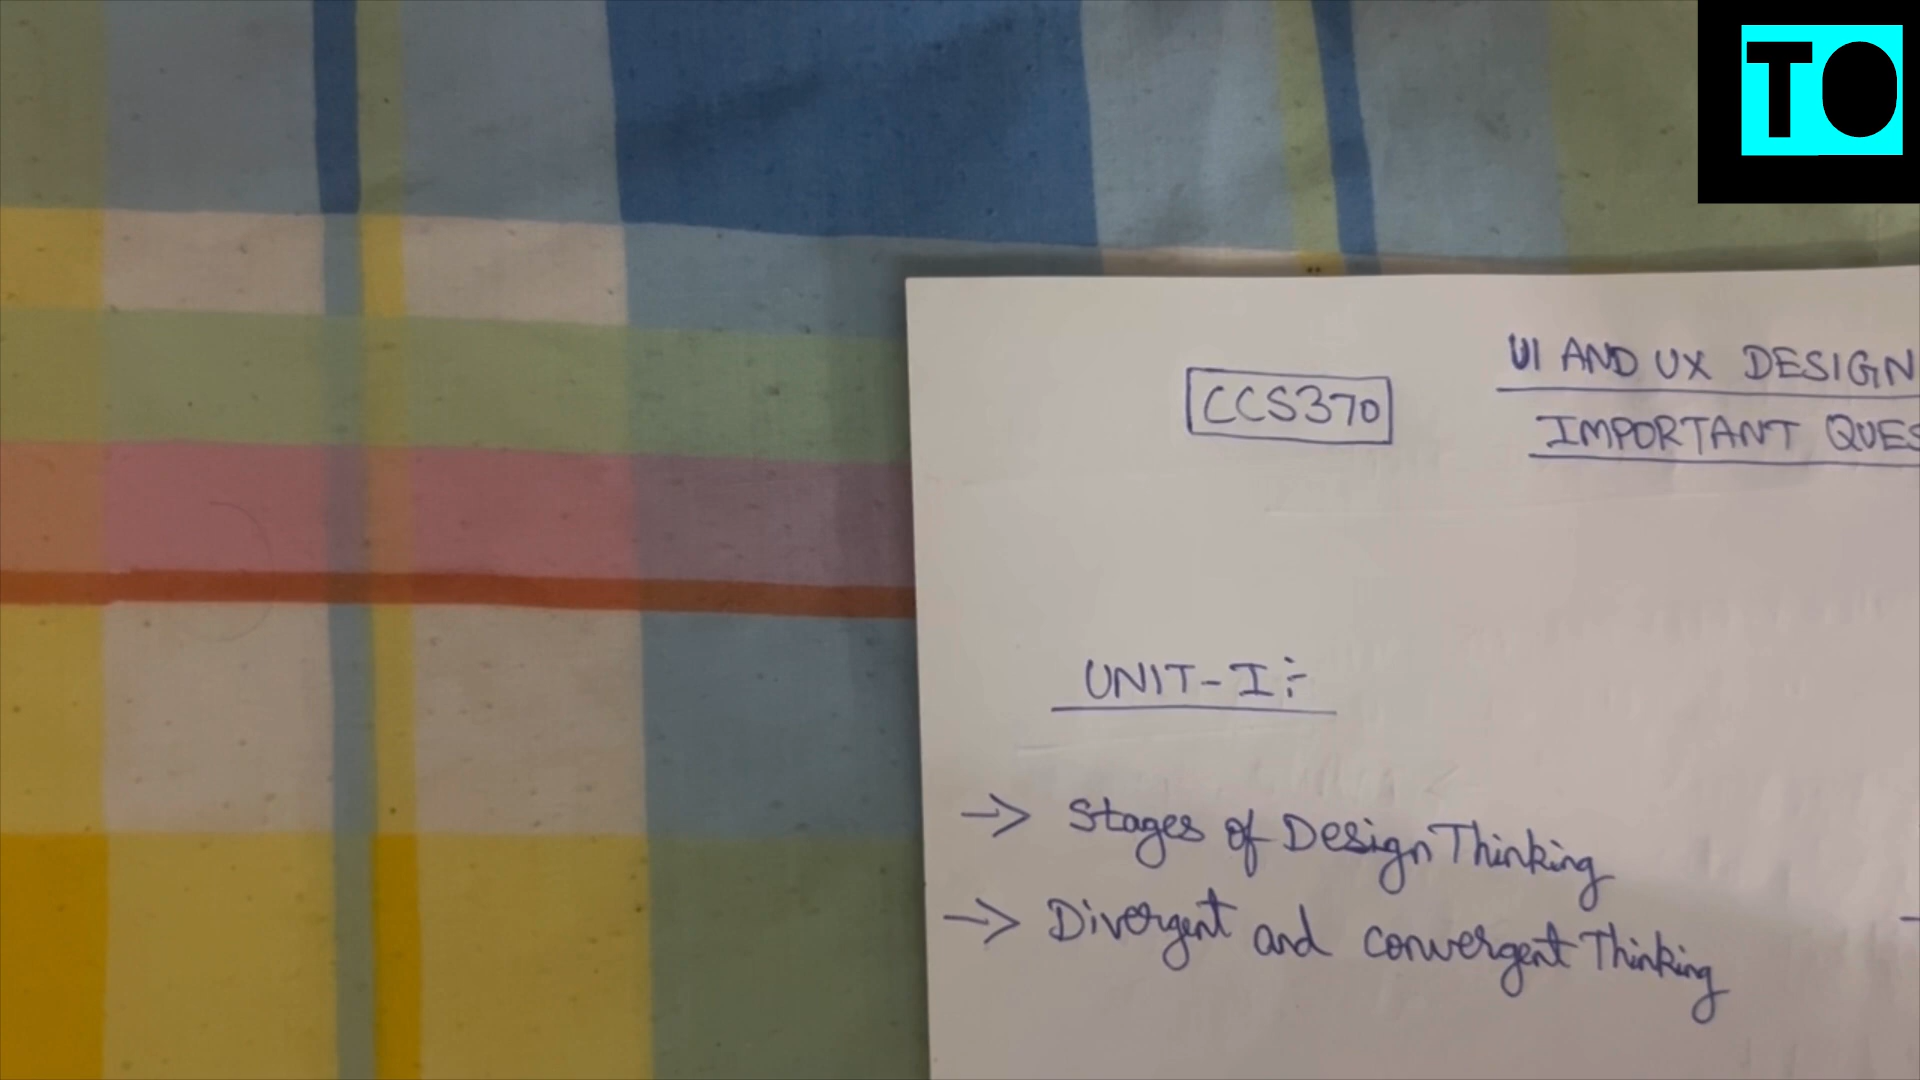 TO
UI AND UX DESIGN
CCS370
IMPORTANT QUES
UNIT-I:-
→ Stages of Design Thinking
→ Divergent and convergent Thinking